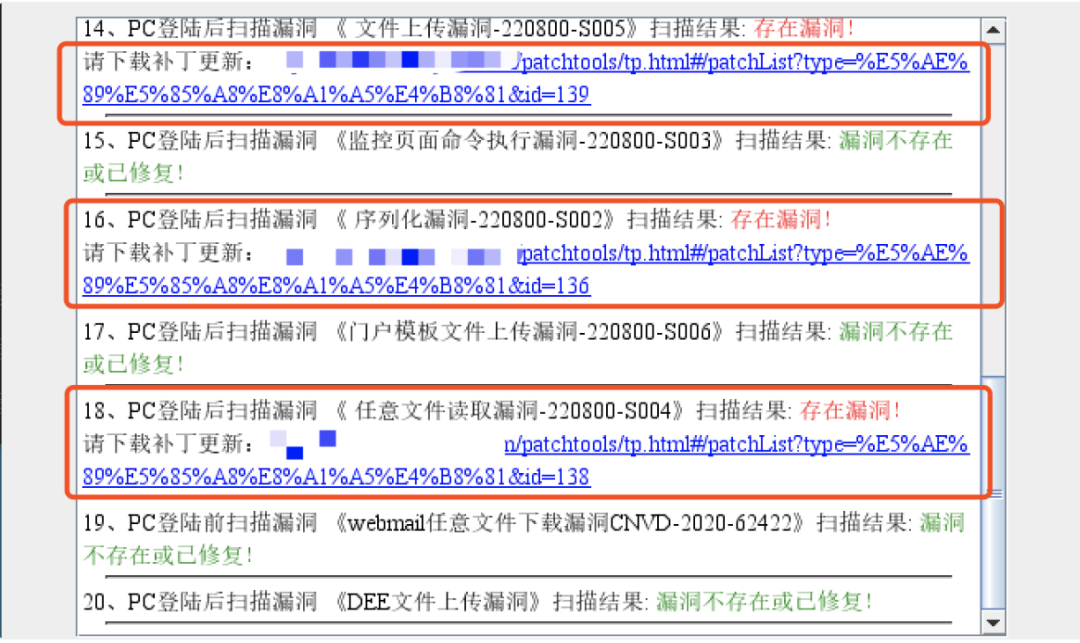 14、PC登陆后扫描漏洞 《 文件上传漏洞-220800-S005》扫描结果: 存在漏洞！
请下载补丁更新： /patchtools/tp.html#/patchList?type=%E5%AE%
89%E5%85%A8%E8%A1%A5%E4%B8%81&id=139
15、PC登陆后扫描漏洞 《监控页面命令执行漏洞-220800-S003》扫描结果: 漏洞不存在
或已修复！
16、PC登陆后扫描漏洞 《 序列化漏洞-220800-S002》扫描结果: 存在漏洞！
请下载补丁更新： /patchtools/tp.html#/patchList?type=%E5%AE%
89%E5%85%A8%E8%A1%A5%E4%B8%81&id=136
17、PC登陆后扫描漏洞 《门户模板文件上传漏洞-220800-S006》扫描结果: 漏洞不存在
或已修复！
18、PC登陆后扫描漏洞 《 任意文件读取漏洞-220800-S004》扫描结果: 存在漏洞！
请下载补丁更新： n/patchtools/tp.html#/patchList?type=%E5%AE%
89%E5%85%A8%E8%A1%A5%E4%B8%81&id=138
19、PC登陆前扫描漏洞 《webmail任意文件下载漏洞CNVD-2020-62422》扫描结果: 漏洞
不存在或已修复！
20、PC登陆后扫描漏洞 《DEE文件上传漏洞》扫描结果: 漏洞不存在或已修复！